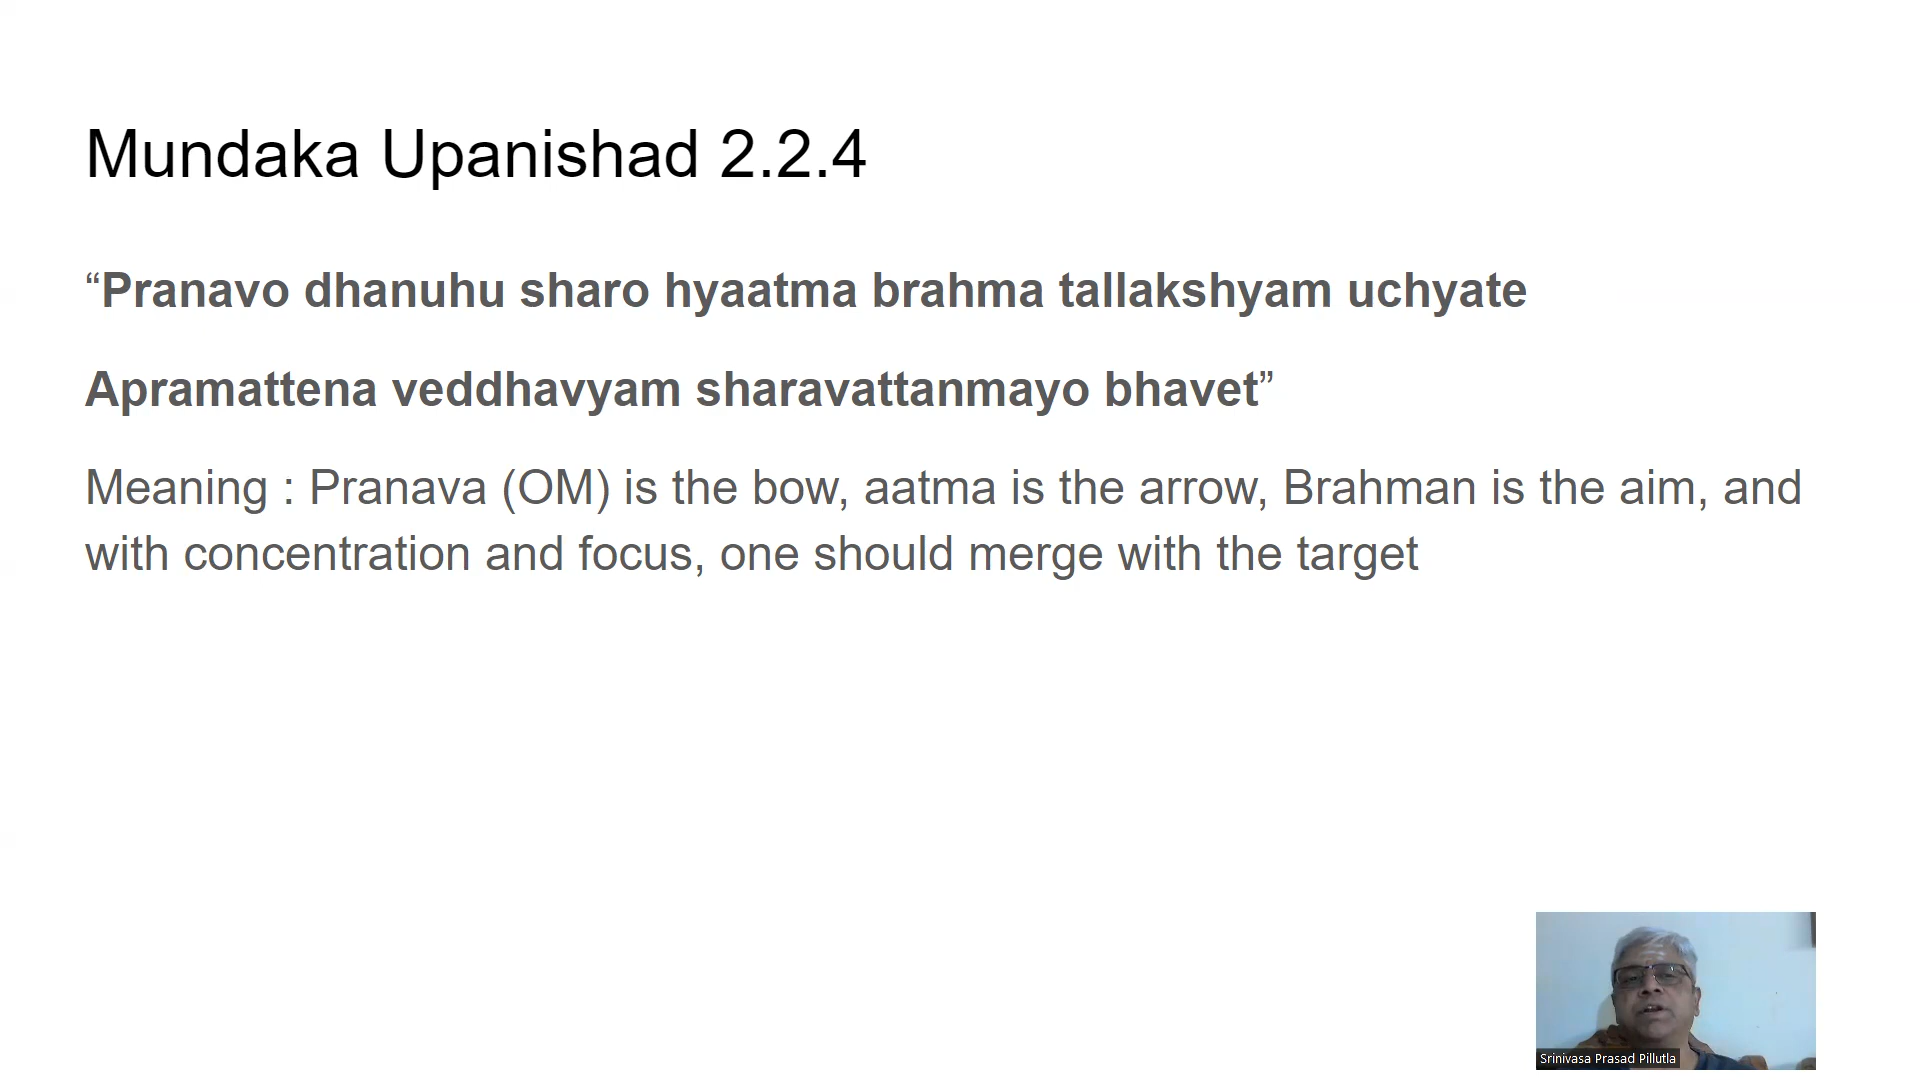 Mundaka Upanishad 2.2.4
“Pranavo dhanuhu sharo hyaatma brahma tallakshyam uchyate
Apramattena veddhavyam sharavattanmayo bhavet”
Meaning : Pranava (OM) is the bow, aatma is the arrow, Brahman is the aim, and
with concentration and focus, one should merge with the target
Srinivasa Prasad Pillutla